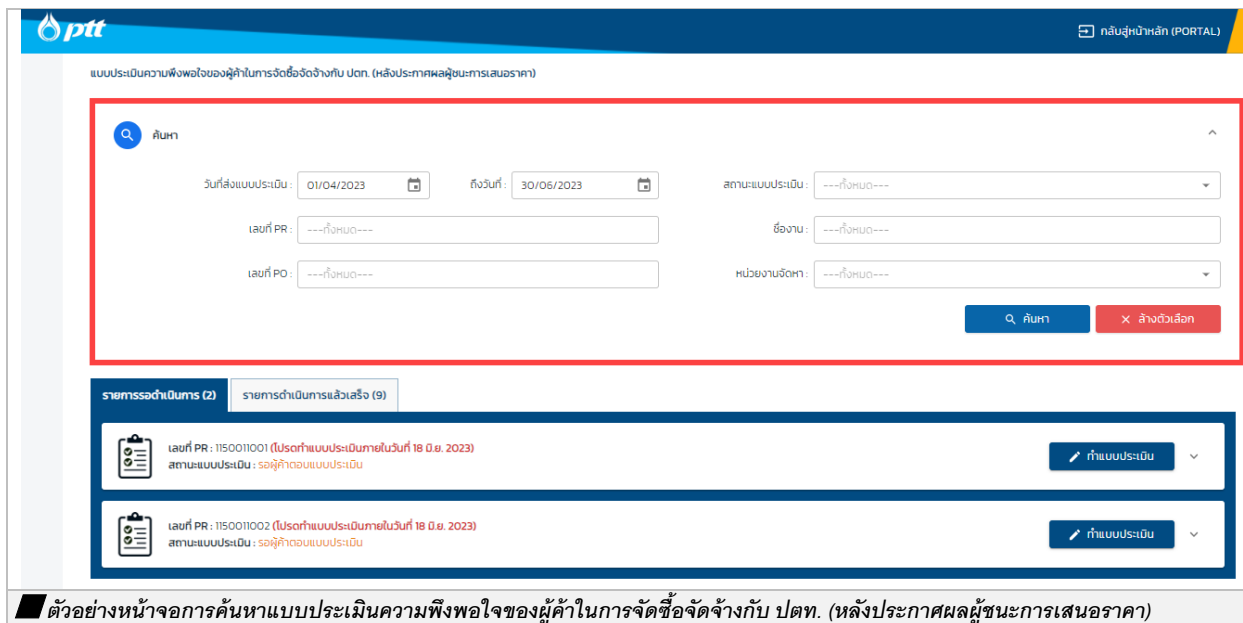 ptt
กลับสู่หน้าหลัก (PORTAL)
แบบประเมินความพึงพอใจของผู้ค้าในการจัดซื้อจัดจ้างกับ ปตท. (หลังประกาศผลผู้ชนะการเสนอราคา)
ค้นหา
วันที่ส่งแบบประเมิน : 01/04/2023 ถึงวันที่ : 30/06/2023 สถานะแบบประเมิน : ---ทั้งหมด---
เลขที่ PR : ---ทั้งหมด--- ชื่องาน : ---ทั้งหมด---
เลขที่ PO : ---ทั้งหมด--- หน่วยงานจัดหา : ---ทั้งหมด---
ค้นหา ล้างตัวเลือก
รายการรอดำเนินการ (2) รายการดำเนินการแล้วเสร็จ (9)
เลขที่ PR : 1150011001 (โปรดทำแบบประเมินภายในวันที่ 18 มิ.ย. 2023)
สถานะแบบประเมิน : รอผู้ค้าตอบแบบประเมิน
ทำแบบประเมิน
เลขที่ PR : 1150011002 (โปรดทำแบบประเมินภายในวันที่ 18 มิ.ย. 2023)
สถานะแบบประเมิน : รอผู้ค้าตอบแบบประเมิน
ทำแบบประเมิน
ตัวอย่างหน้าจอการค้นหาแบบประเมินความพึงพอใจของผู้ค้าในการจัดซื้อจัดจ้างกับ ปตท. (หลังประกาศผลผู้ชนะการเสนอราคา)